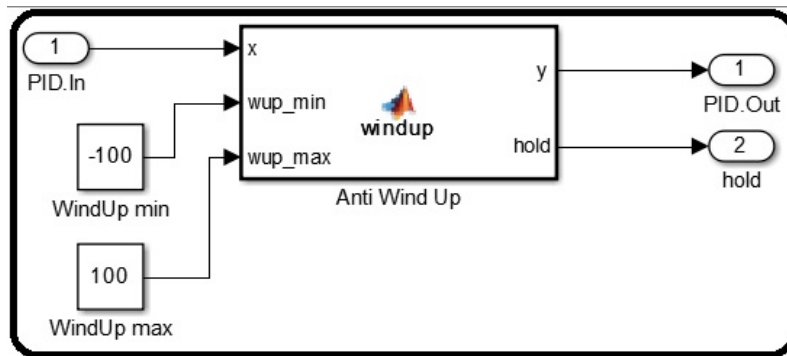 1
PID.In
-100
WindUp min
100
WindUp max
x
wup_min
wup_max
windup
y
hold
Anti Wind Up
1
PID.Out
2
hold